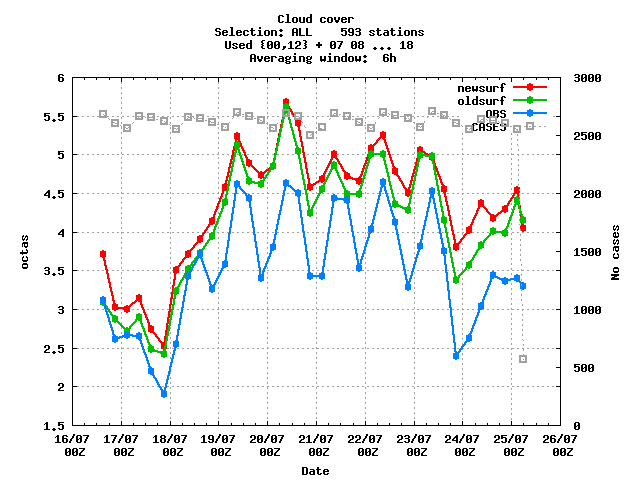 Cloud cover
Selection: ALL    593 stations
Used {00,12} + 07 08 ... 18
Averaging window:  6h
newsurf
oldsurf
OBS
CASES
octas
6
5,5
5
4,5
4
3,5
3
2,5
2
1,5
3000
2500
2000
1500
1000
500
0
No cases
16/07 17/07 18/07 19/07 20/07 21/07 22/07 23/07 24/07 25/07 26/07
00Z 00Z 00Z 00Z 00Z 00Z 00Z 00Z 00Z 00Z 00Z
Date